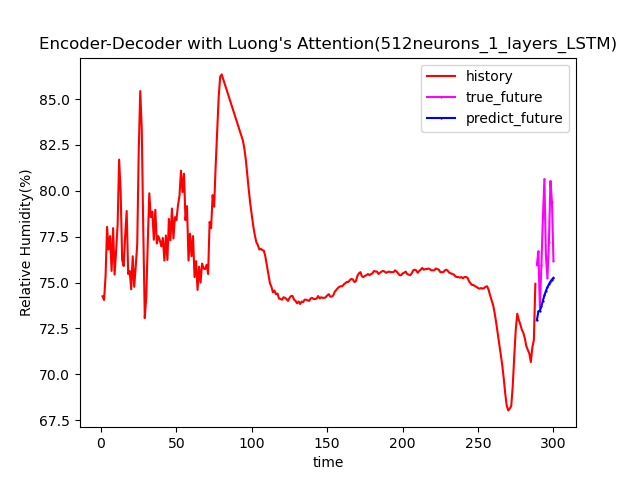 Encoder-Decoder with Luong's Attention(512neurons_1_layers_LSTM)
history
true_future
predict_future
Relative Humidity(%)
85.0
82.5
80.0
77.5
75.0
72.5
70.0
67.5
0 50 100 150 200 250 300
time